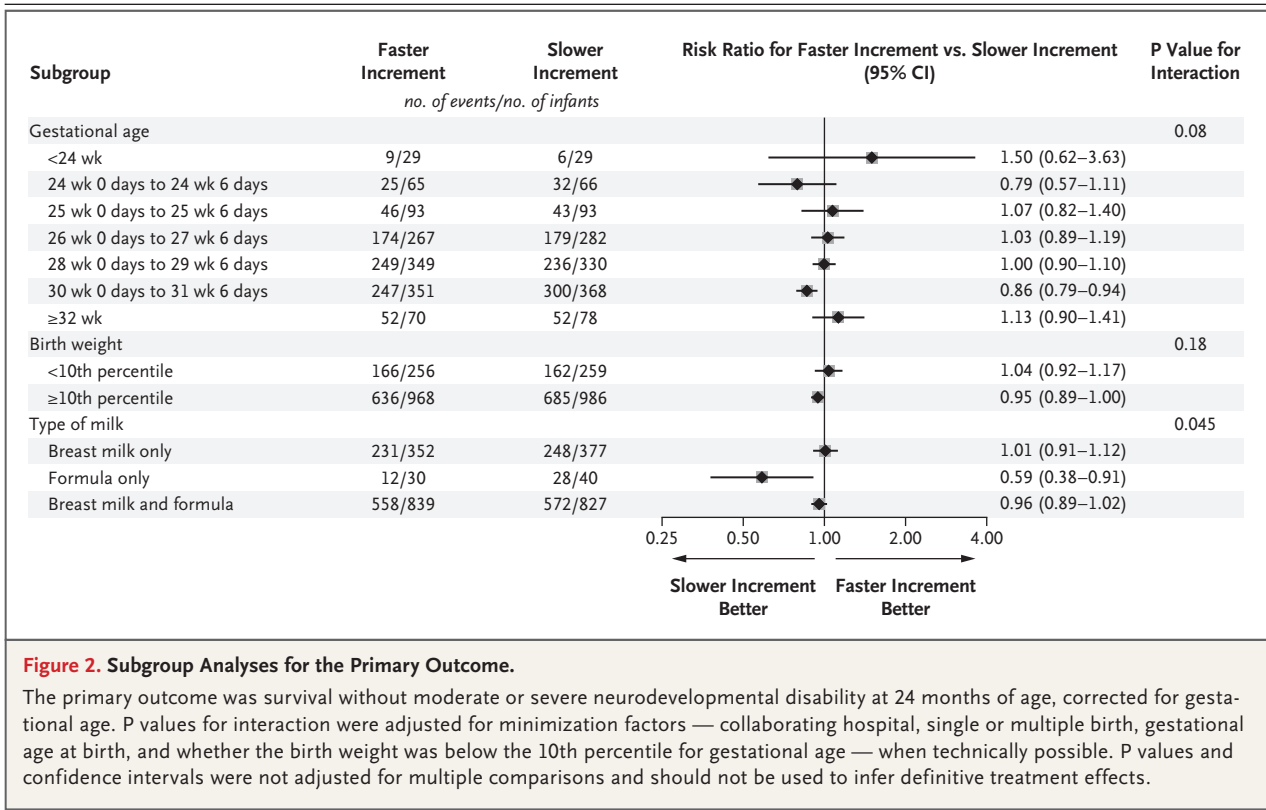 Subgroup Faster Increment Slower Increment Risk Ratio for Faster Increment vs. Slower Increment (95% CI) P Value for Interaction
no. of events/no. of infants
Gestational age 0.08
<24 wk 9/29 6/29 1.50 (0.62–3.63)
24 wk 0 days to 24 wk 6 days 25/65 32/66 0.79 (0.57–1.11)
25 wk 0 days to 25 wk 6 days 46/93 43/93 1.07 (0.82–1.40)
26 wk 0 days to 27 wk 6 days 174/267 179/282 1.03 (0.89–1.19)
28 wk 0 days to 29 wk 6 days 249/349 236/330 1.00 (0.90–1.10)
30 wk 0 days to 31 wk 6 days 247/351 300/368 0.86 (0.79–0.94)
≥32 wk 52/70 52/78 1.13 (0.90–1.41)
Birth weight 0.18
<10th percentile 166/256 162/259 1.04 (0.92–1.17)
≥10th percentile 636/968 685/986 0.95 (0.89–1.00)
Type of milk 0.045
Breast milk only 231/352 248/377 1.01 (0.91–1.12)
Formula only 12/30 28/40 0.59 (0.38–0.91)
Breast milk and formula 558/839 572/827 0.96 (0.89–1.02)
0.25 0.50 1.00 2.00 4.00
Slower Increment Better Faster Increment Better
Figure 2. Subgroup Analyses for the Primary Outcome.
The primary outcome was survival without moderate or severe neurodevelopmental disability at 24 months of age, corrected for gesta-
tional age. P values for interaction were adjusted for minimization factors — collaborating hospital, single or multiple birth, gestational
age at birth, and whether the birth weight was below the 10th percentile for gestational age — when technically possible. P values and
confidence intervals were not adjusted for multiple comparisons and should not be used to infer definitive treatment effects.